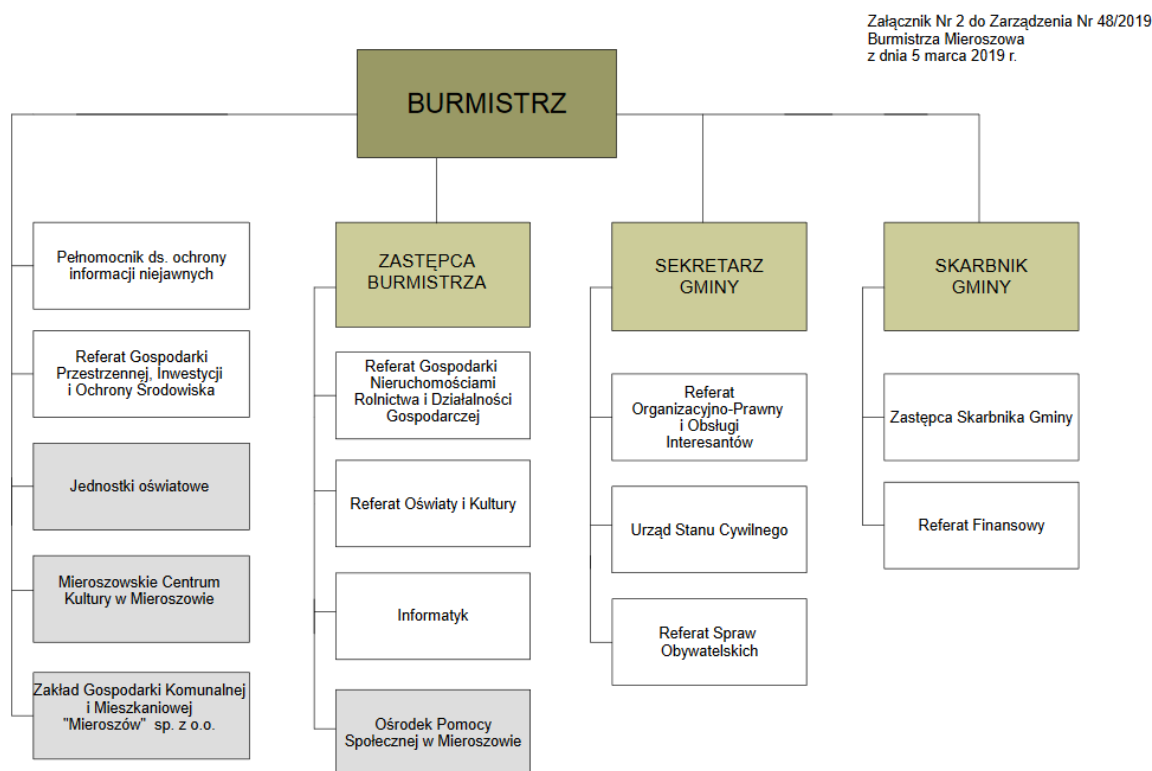 Załącznik Nr 2 do Zarządzenia Nr 48/2019
Burmistrza Mieroszowa
z dnia 5 marca 2019 r.
BURMISTRZ
Pełnomocnik ds. ochrony
informacji niejawnych
Referat Gospodarki
Przestrzennej, Inwestycji
i Ochrony Środowiska
Jednostki oświatowe
Mieroszowskie Centrum
Kultury w Mieroszowie
Zakład Gospodarki Komunalnej
i Mieszkaniowej
"Mieroszów" sp. z o.o.
ZASTĘPCA
BURMISTRZA
Referat Gospodarki
Nieruchomościami
Rolnictwa i Działalności
Gospodarczej
Referat Oświaty i Kultury
Informatyk
Ośrodek Pomocy
Społecznej w Mieroszowie
SEKRETARZ
GMINY
Referat
Organizacyjno-Prawny
i Obsługi
Interesantów
Urząd Stanu Cywilnego
Referat Spraw
Obywatelskich
SKARBNIK
GMINY
Zastępca Skarbnika Gminy
Referat Finansowy